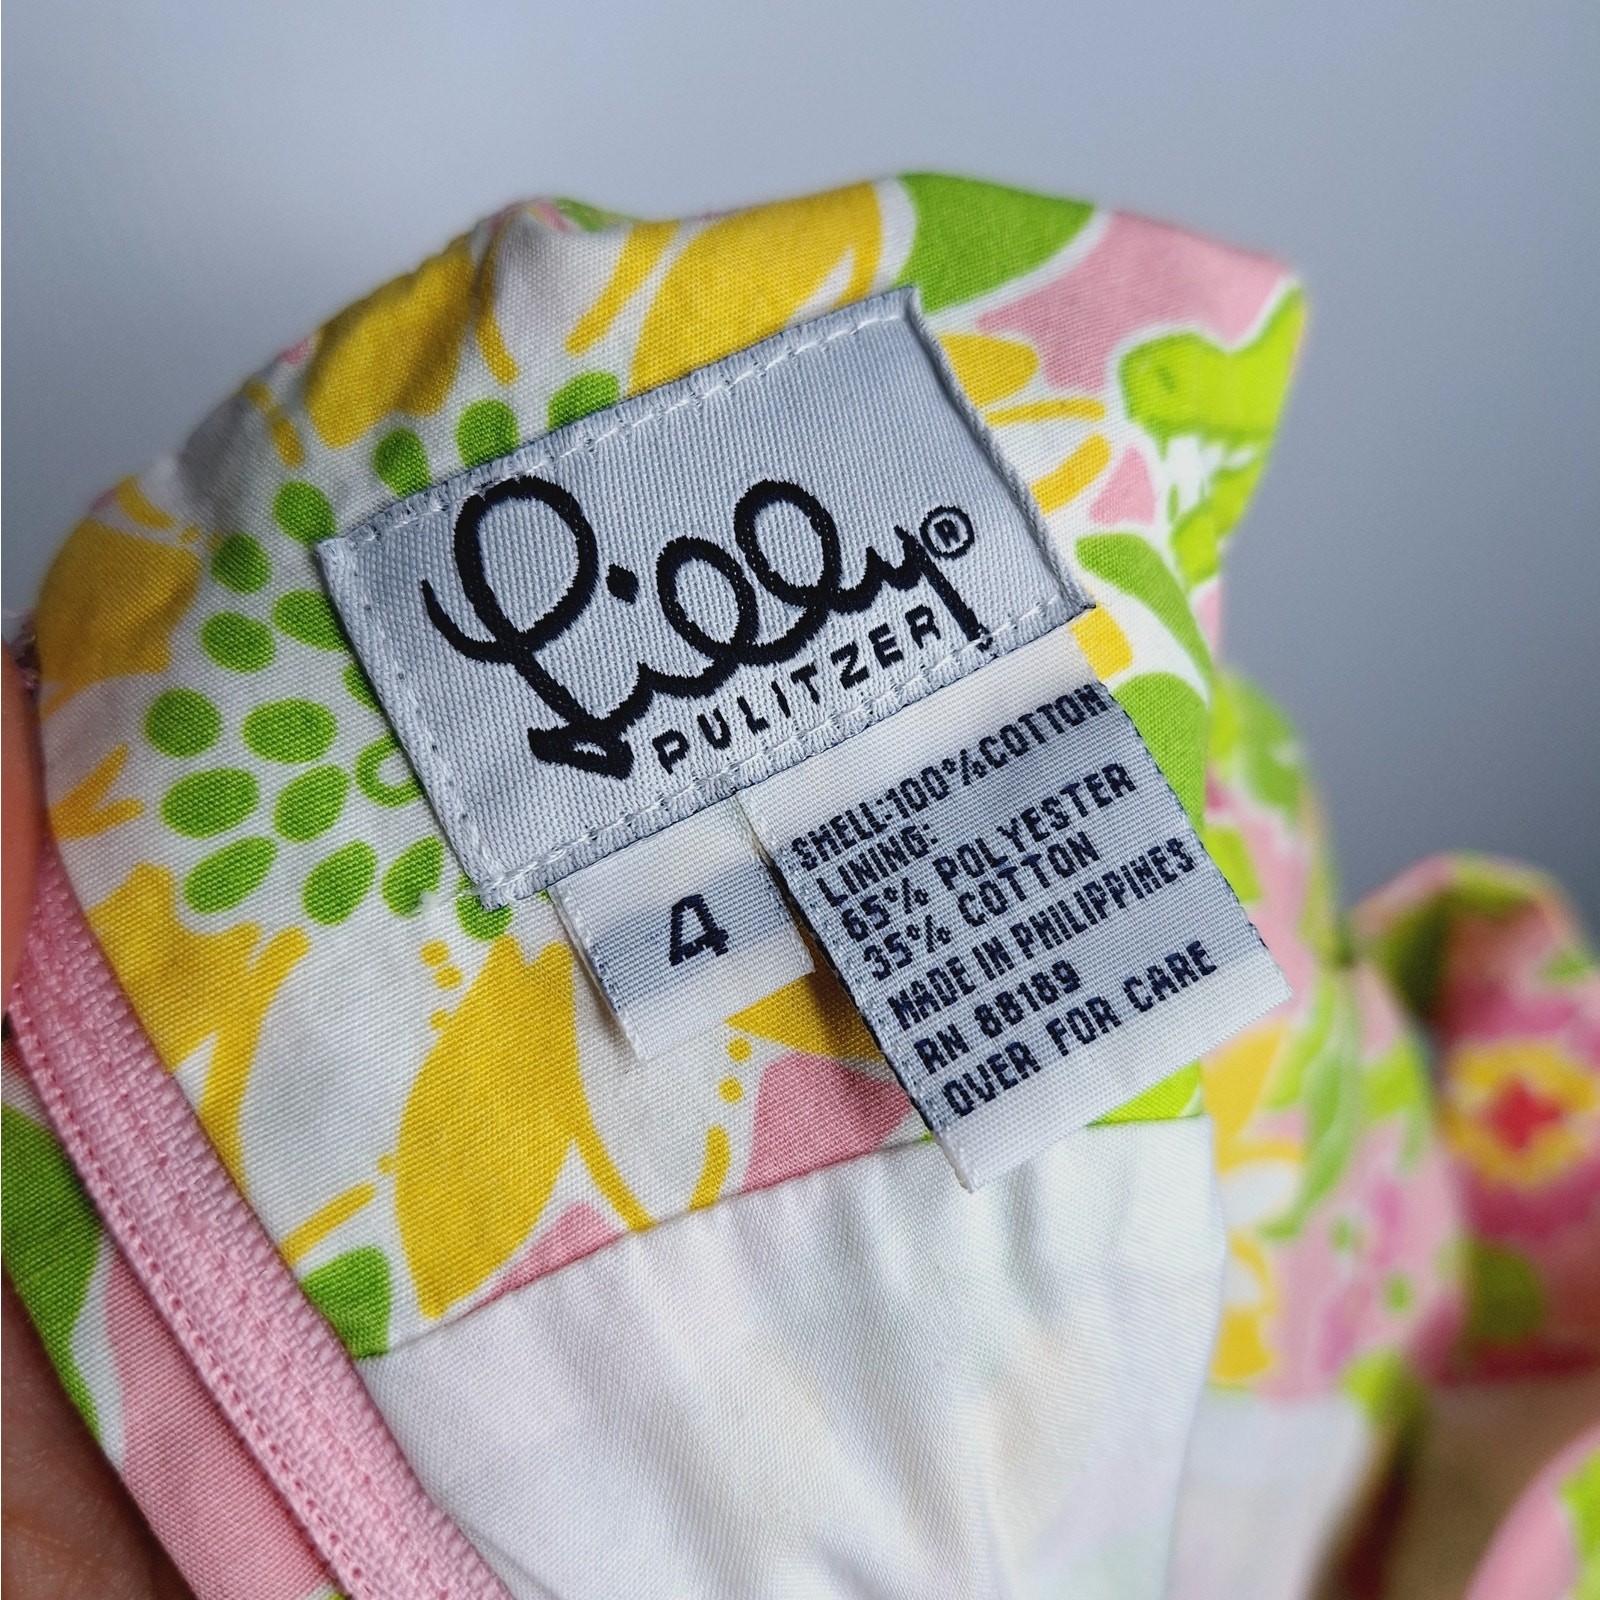 Lilly®
PULITZER
4
SHELL:100%COTTON
LINING:
65% POLYESTER
35% COTTON
MADE IN PHILIPPINES
RN 88189
OVER FOR CARE